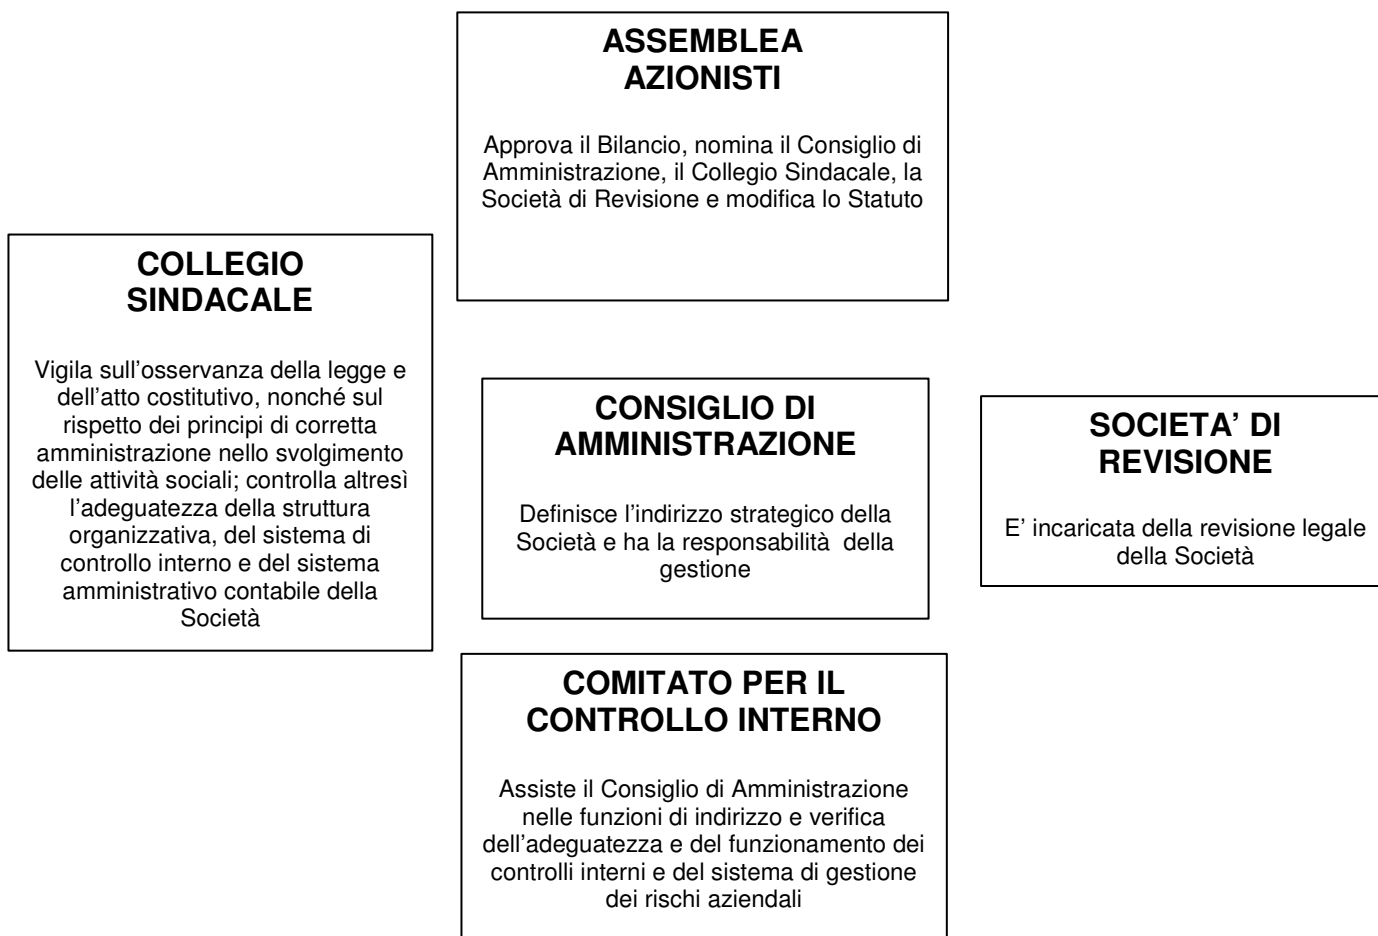 ASSEMBLEA
AZIONISTI
Approva il Bilancio, nomina il Consiglio di
Amministrazione, il Collegio Sindacale, la
Società di Revisione e modifica lo Statuto
COLLEGIO
SINDACALE
Vigila sull’osservanza della legge e
dell’atto costitutivo, nonché sul
rispetto dei principi di corretta
amministrazione nello svolgimento
delle attività sociali; controlla altresì
l’adeguatezza della struttura
organizzativa, del sistema di
controllo interno e del sistema
amministrativo contabile della
Società
CONSIGLIO DI
AMMINISTRAZIONE
Definisce l’indirizzo strategico della
Società e ha la responsabilità della
gestione
SOCIETA’ DI
REVISIONE
E’ incaricata della revisione legale
della Società
COMITATO PER IL
CONTROLLO INTERNO
Assiste il Consiglio di Amministrazione
nelle funzioni di indirizzo e verifica
dell’adeguatezza e del funzionamento dei
controlli interni e del sistema di gestione
dei rischi aziendali